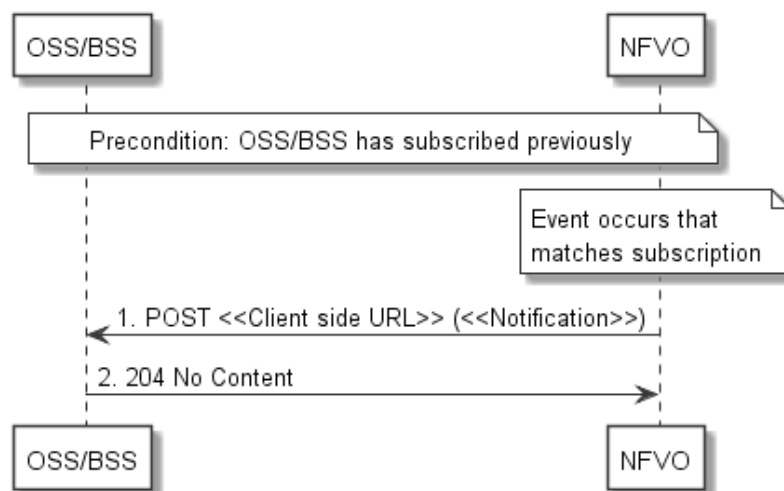 OSS/BSS
NFVO
Precondition: OSS/BSS has subscribed previously
Event occurs that
matches subscription
1. POST <<Client side URL>> (<<Notification>>)
2. 204 No Content
OSS/BSS
NFVO